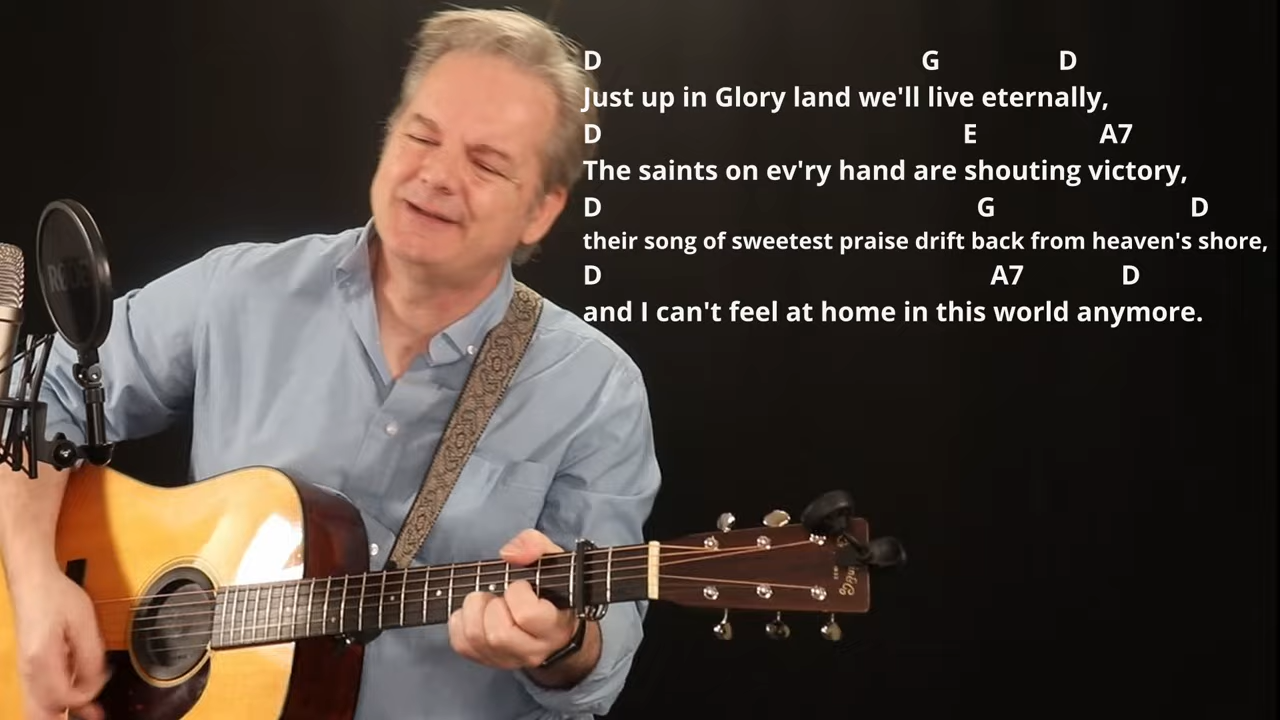 D G D
Just up in Glory land we'll live eternally,
D E A7
The saints on ev'ry hand are shouting victory,
D G D
their song of sweetest praise drift back from heaven's shore,
D A7 D
and I can't feel at home in this world anymore.
RODE